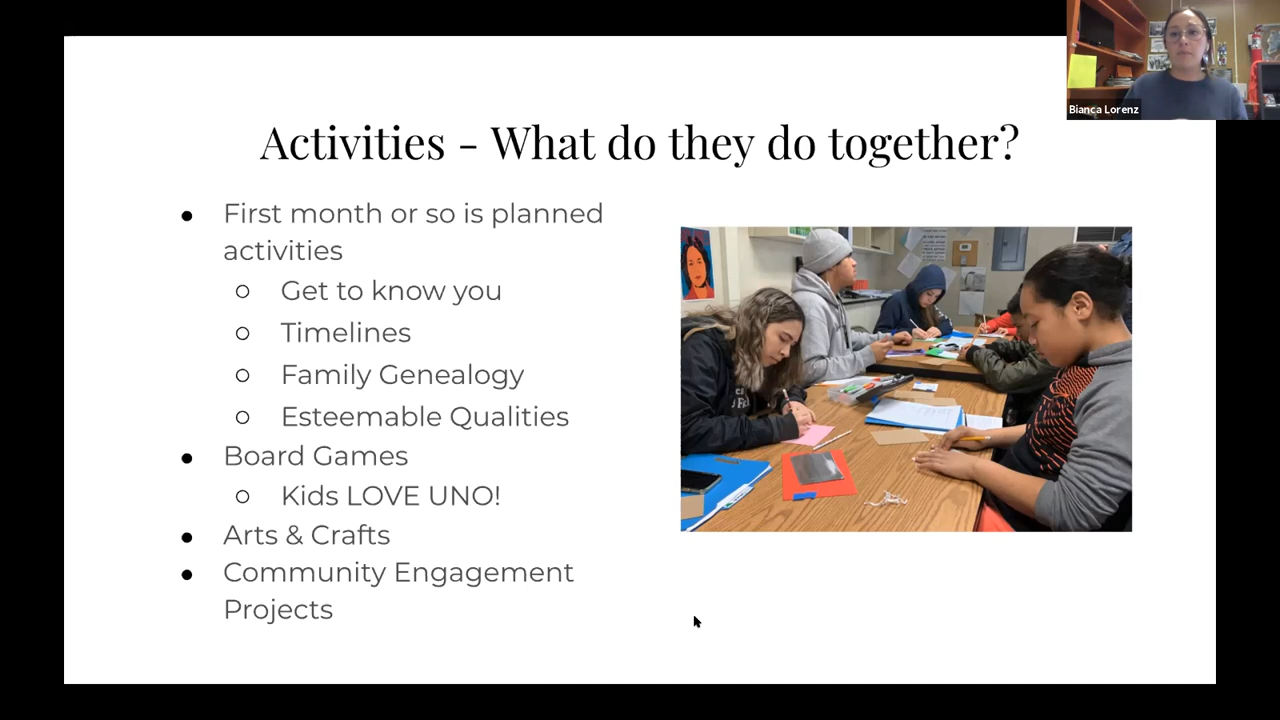 Bianca Lorenz
Activities - What do they do together?
● First month or so is planned
activities
○ Get to know you
○ Timelines
○ Family Genealogy
○ Esteemable Qualities
● Board Games
○ Kids LOVE UNO!
● Arts & Crafts
● Community Engagement
Projects